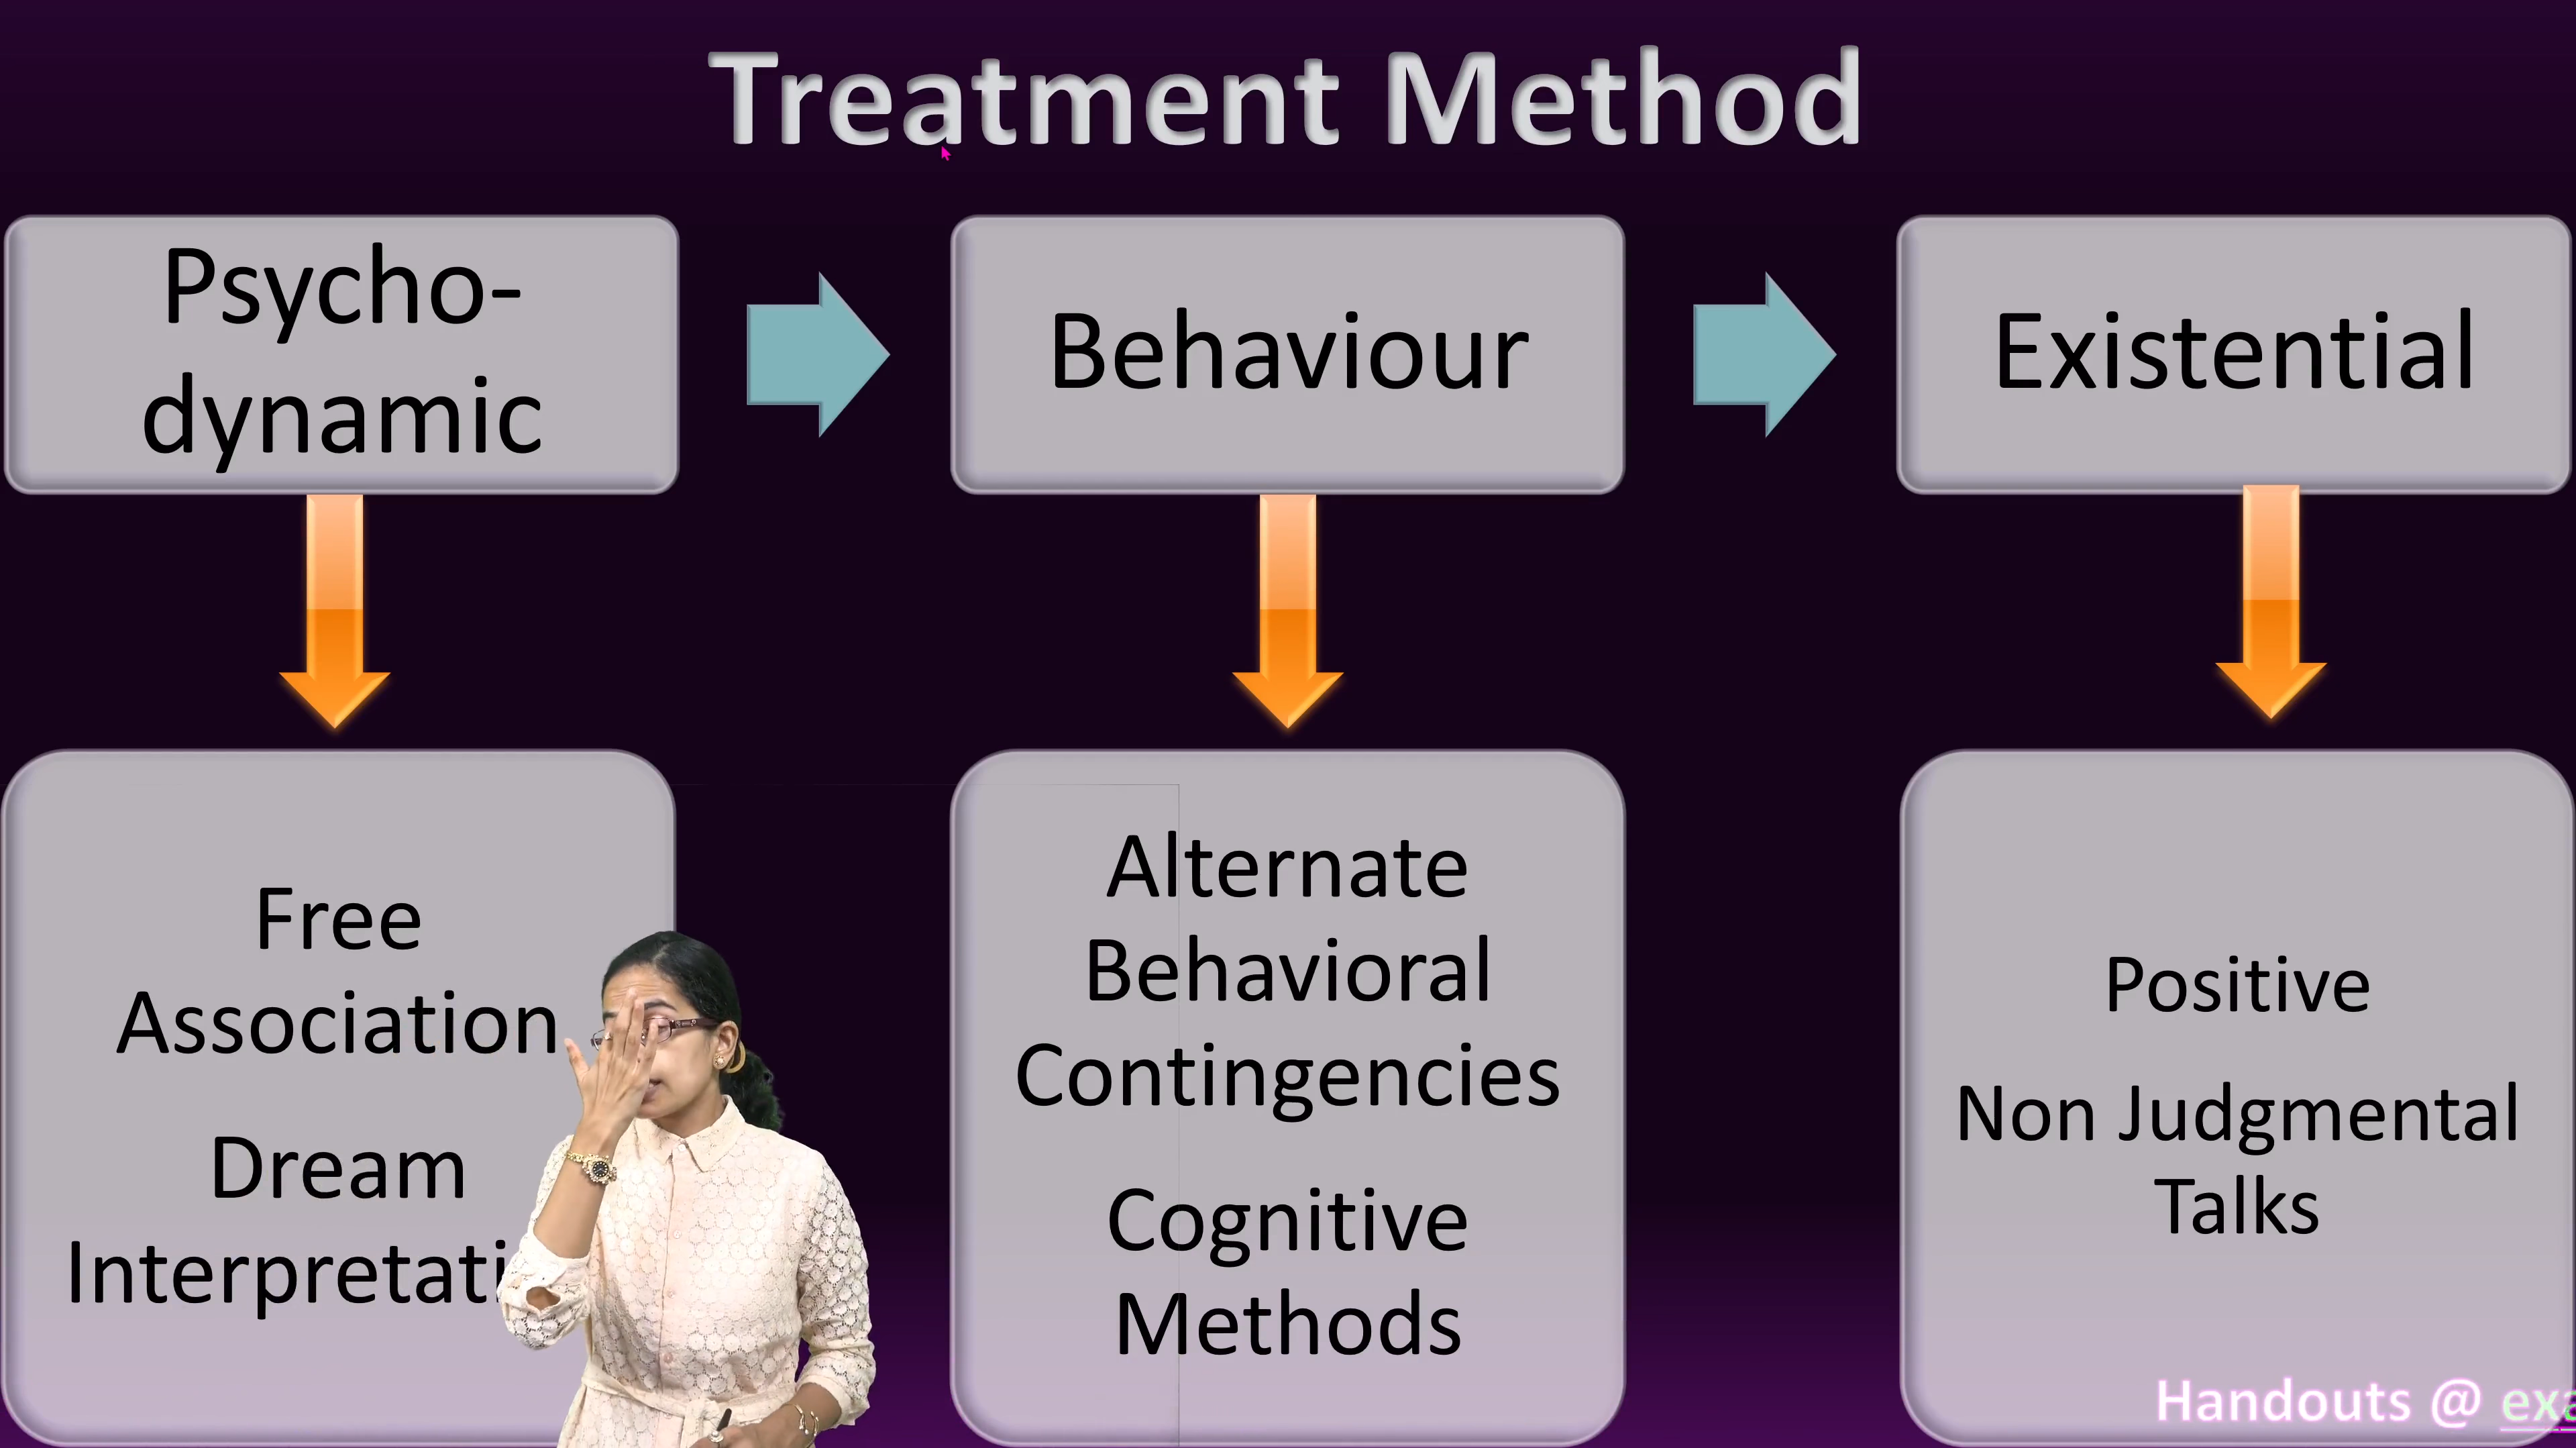 Treatment Method
Psycho-
dynamic
Behaviour
Existential
Free
Association
Dream
Alternate
Behavioral
Contingencies
Cognitive
Methods
Positive
Non Judgmental
Talks
Handouts @